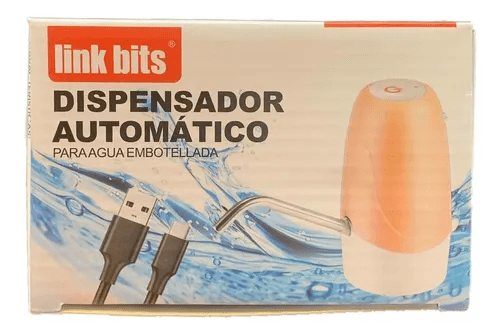 link bits®
DISPENSADOR
AUTOMÁTICO
PARA AGUA EMBOTELLADA